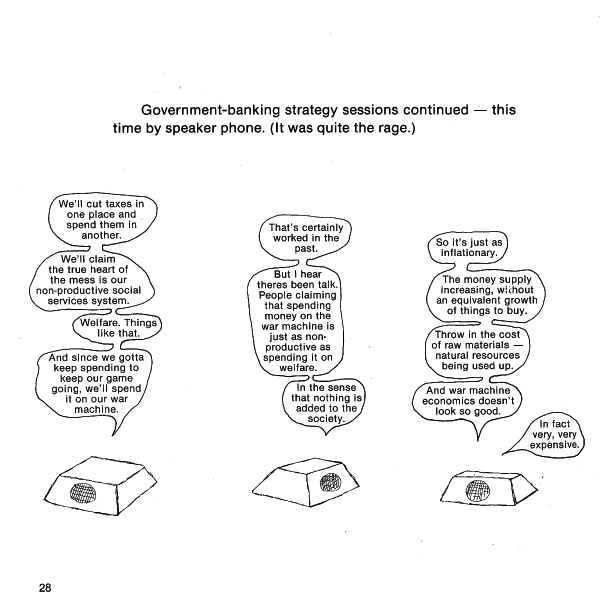 Government-banking strategy sessions continued — this
time by speaker phone. (It was quite the rage.)
We'll cut taxes in
one place and
spend them in
another.
We'll claim
the true heart of
the mess is our
non-productive social
services system.
Welfare. Things
like that.
And since we gotta
keep spending to
keep our game
going, we'll spend
it on our war
machine.
That's certainly
worked in the
past.
But I hear
theres been talk.
People claiming
that spending
money on the
war machine is
just as non-
productive as
spending it on
welfare.
In the sense
that nothing is
added to the
society.
So it's just as
inflationary.
The money supply
increasing, without
an equivalent growth
of things to buy.
Throw in the cost
of raw materials —
natural resources
being used up.
And war machine
economics doesn't
look so good.
In fact
very, very
expensive.
28